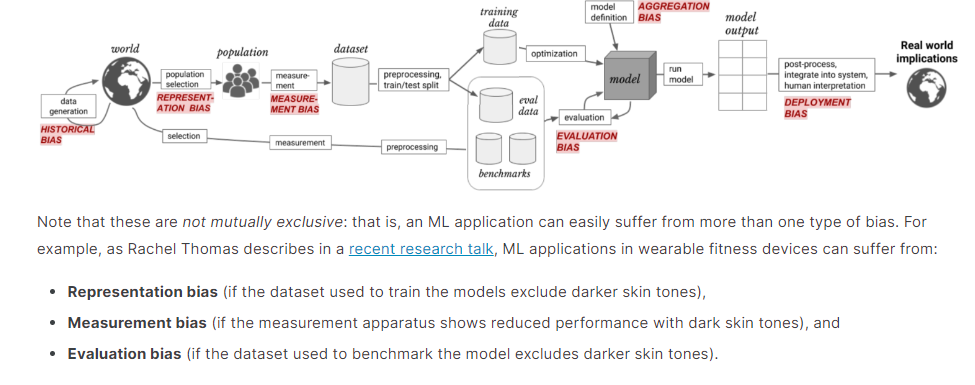 model
definition
AGGREGATION
BIAS
training
data
model
output
world
population
dataset
optimization
Real world
implications
data
generation
HISTORICAL
BIAS
population
selection
REPRESENT-
ATION BIAS
measure-
ment
MEASURE-
MENT BIAS
preprocessing,
train/test split
eval
data
model
run
model
post-process,
integrate into system,
human interpretation
DEPLOYMENT
BIAS
evaluation
EVALUATION
BIAS
selection
measurement
preprocessing
benchmarks
Note that these are not mutually exclusive: that is, an ML application can easily suffer from more than one type of bias. For
example, as Rachel Thomas describes in a recent research talk, ML applications in wearable fitness devices can suffer from:
• Representation bias (if the dataset used to train the models exclude darker skin tones),
• Measurement bias (if the measurement apparatus shows reduced performance with dark skin tones), and
• Evaluation bias (if the dataset used to benchmark the model excludes darker skin tones).